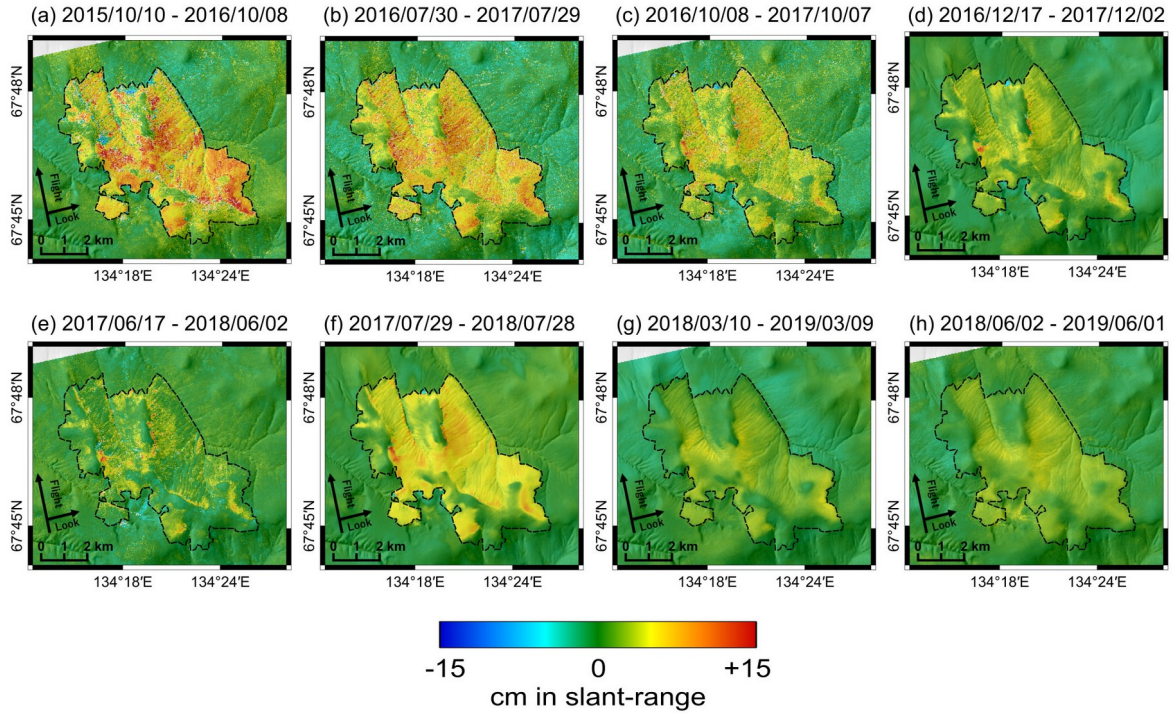 (a) 2015/10/10 - 2016/10/08
(b) 2016/07/30 - 2017/07/29
(c) 2016/10/08 - 2017/10/07
(d) 2016/12/17 - 2017/12/02
67°48'N
67°45'N
Flight
Look
0 1 2 km
134°18'E 134°24'E
67°48'N
67°45'N
Flight
Look
0 1 2 km
134°18'E 134°24'E
67°48'N
67°45'N
Flight
Look
0 1 2 km
134°18'E 134°24'E
67°48'N
67°45'N
Flight
Look
0 1 2 km
134°18'E 134°24'E
(e) 2017/06/17 - 2018/06/02
(f) 2017/07/29 - 2018/07/28
(g) 2018/03/10 - 2019/03/09
(h) 2018/06/02 - 2019/06/01
67°48'N
67°45'N
Flight
Look
0 1 2 km
134°18'E 134°24'E
67°48'N
67°45'N
Flight
Look
0 1 2 km
134°18'E 134°24'E
67°48'N
67°45'N
Flight
Look
0 1 2 km
134°18'E 134°24'E
67°48'N
67°45'N
Flight
Look
0 1 2 km
134°18'E 134°24'E
-15 0 +15
cm in slant-range